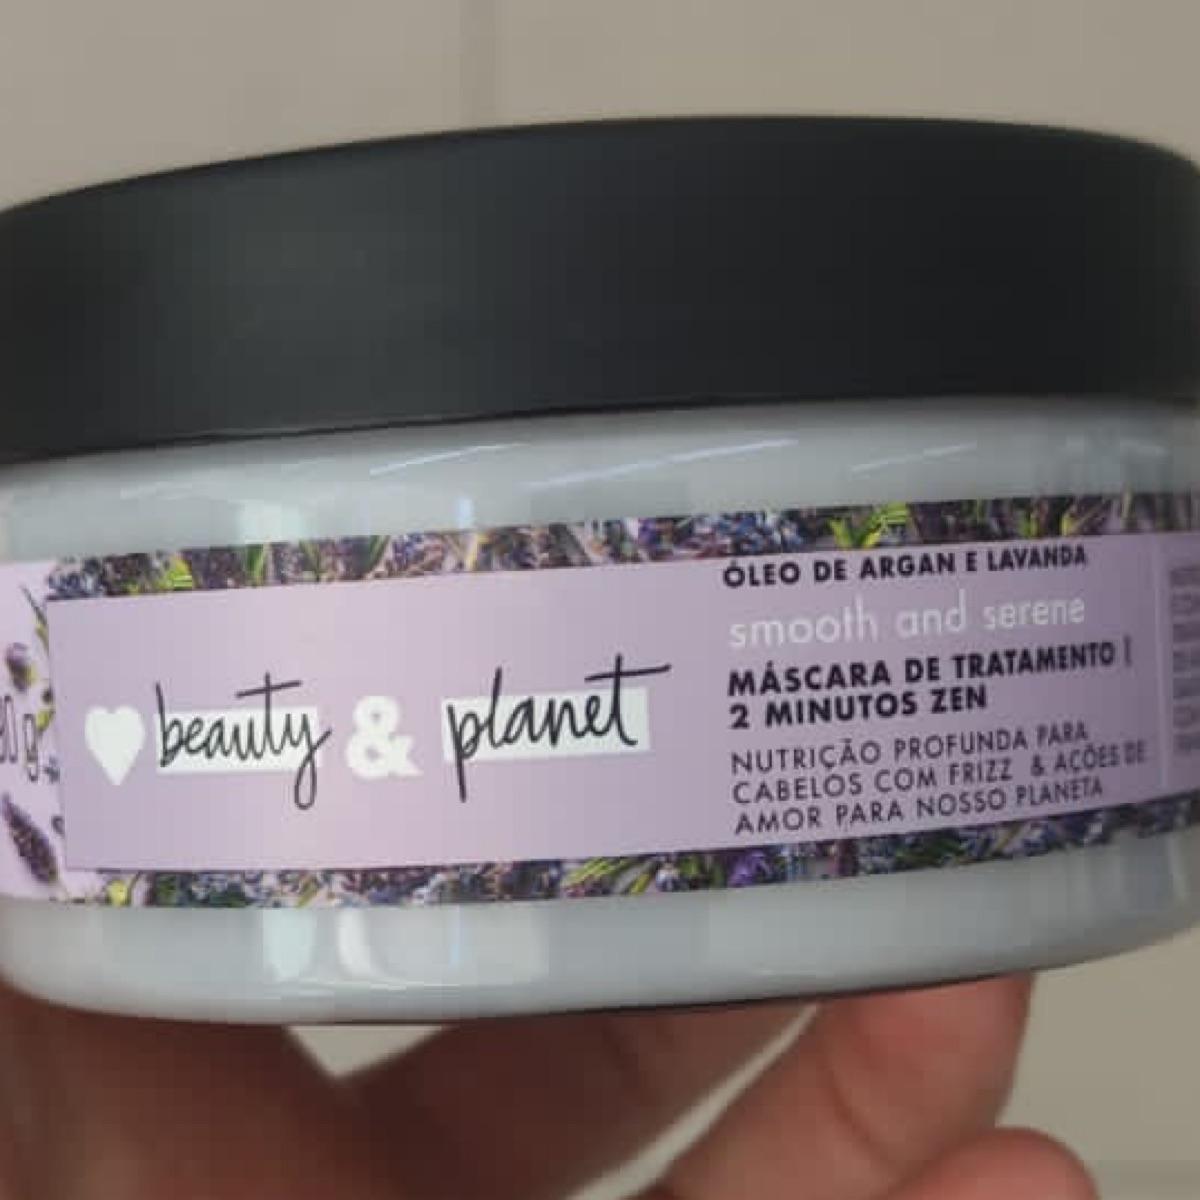 beauty & planet
ÓLEO DE ARGAN E LAVANDA
smooth and serene
MÁSCARA DE TRATAMENTO |
2 MINUTOS ZEN
NUTRIÇÃO PROFUNDA PARA
CABELOS COM FRIZZ & AÇÕES DE
AMOR PARA NOSSO PLANETA